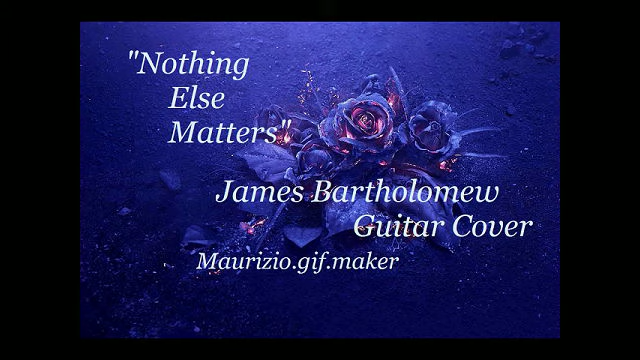 "Nothing
Else
Matters"
James Bartholomew
Guitar Cover
Maurizio.gif.maker